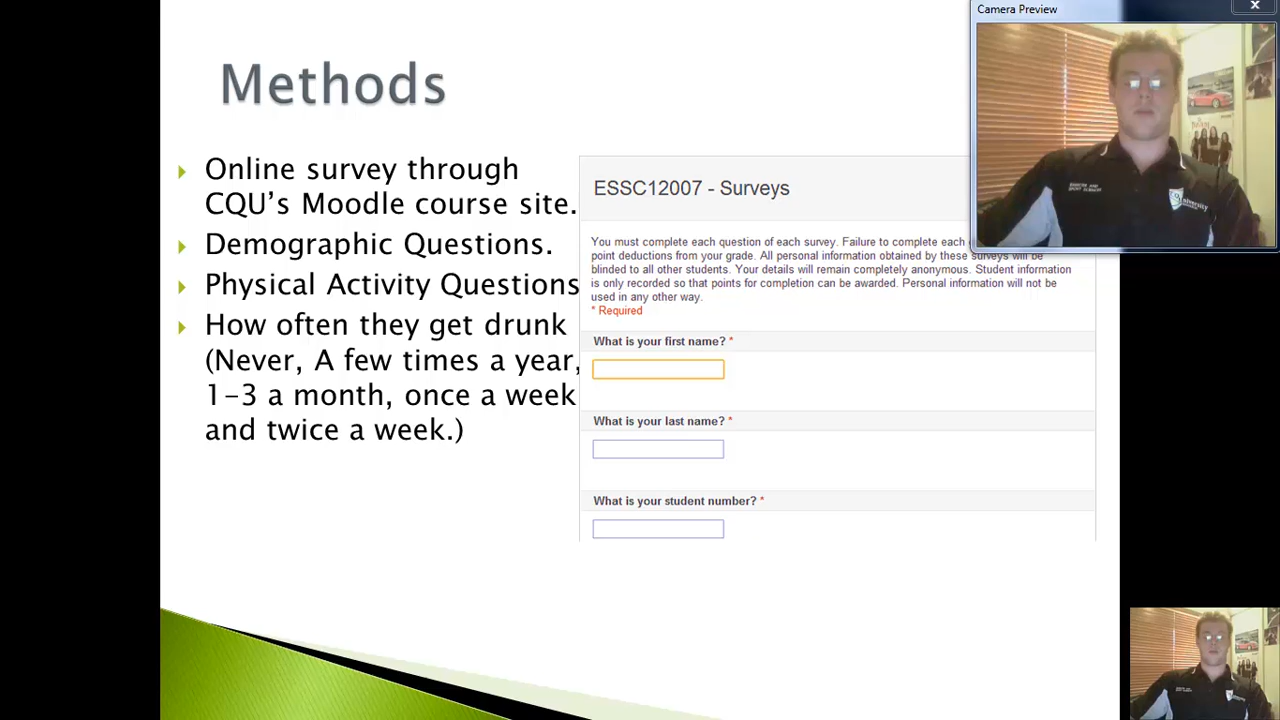 Camera Preview
Methods
Online survey through
CQU's Moodle course site.
Demographic Questions.
Physical Activity Questions
How often they get drunk
(Never, A few times a year,
1-3 a month, once a week
and twice a week.)
ESSC12007 - Surveys
You must complete each question of each survey. Failure to complete each
point deductions from your grade. All personal information obtained by these surveys will be
blinded to all other students. Your details will remain completely anonymous. Student information
is only recorded so that points for completion can be awarded. Personal information will not be
used in any other way.
* Required
What is your first name? *
What is your last name? *
What is your student number? *